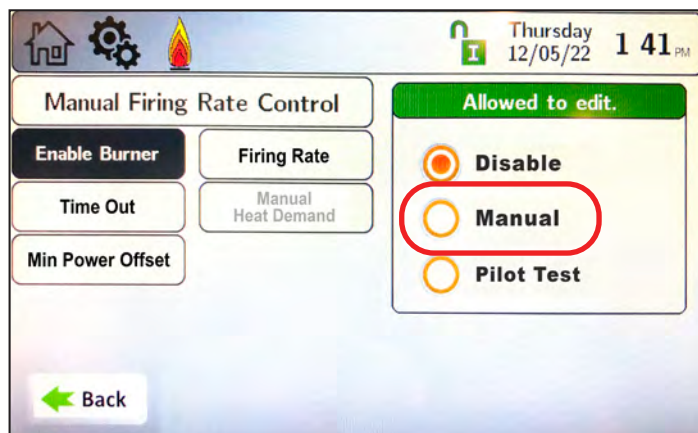 Thursday
12/05/22
1 41 PM
I
Manual Firing Rate Control
Allowed to edit.
Enable Burner
Firing Rate
Disable
Time Out
Manual
Heat Demand
Manual
Min Power Offset
Pilot Test
Back